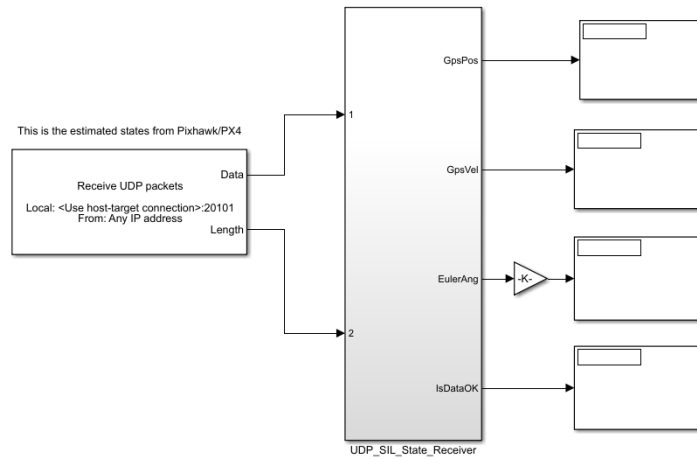 This is the estimated states from Pixhawk/PX4
Receive UDP packets
Local: <Use host-target connection>:20101
From: Any IP address
Data
Length
1
2
GpsPos
GpsVel
EulerAng
IsDataOK
-K-
UDP_SIL_State_Receiver